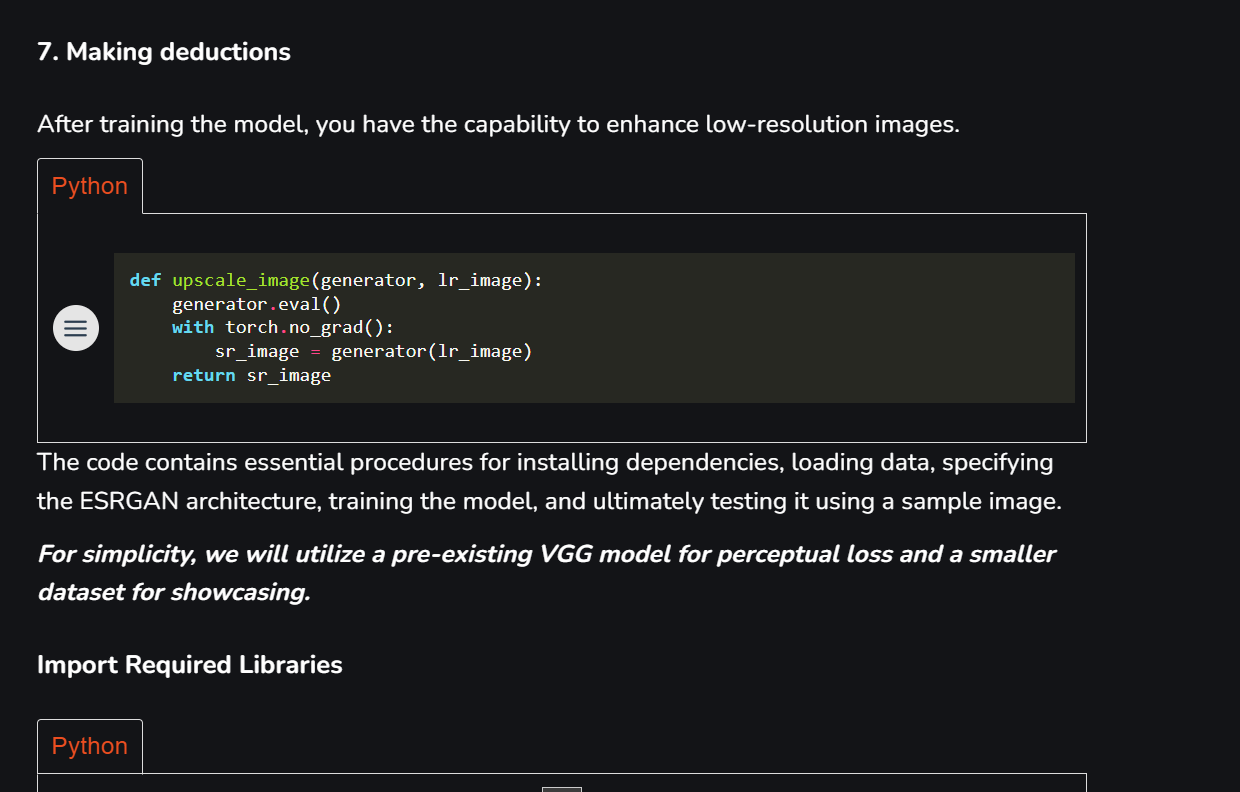 7. Making deductions
After training the model, you have the capability to enhance low-resolution images.
Python
def upscale_image(generator, lr_image):
    generator.eval()
    with torch.no_grad():
        sr_image = generator(lr_image)
    return sr_image
The code contains essential procedures for installing dependencies, loading data, specifying
the ESRGAN architecture, training the model, and ultimately testing it using a sample image.
For simplicity, we will utilize a pre-existing VGG model for perceptual loss and a smaller
dataset for showcasing.
Import Required Libraries
Python